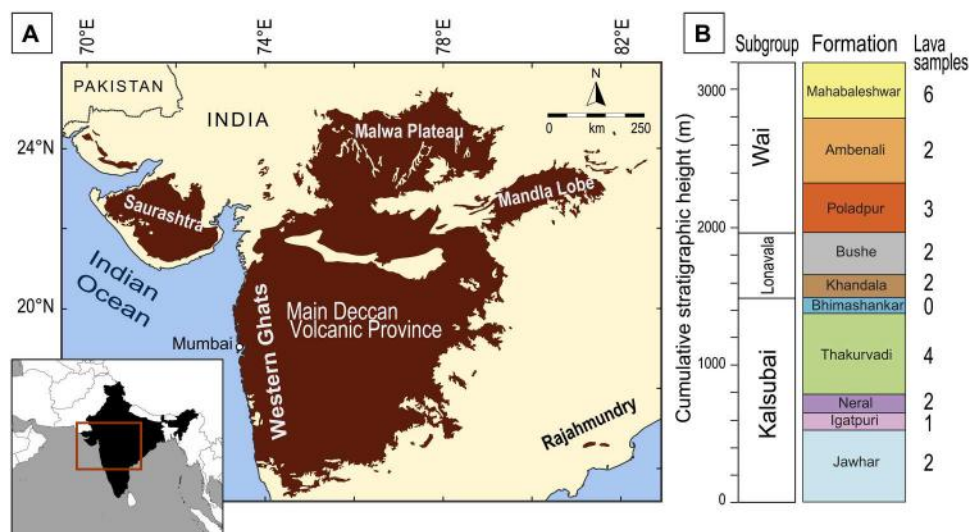 A
70°E
74°E
78°E
82°E
PAKISTAN
INDIA
N
0 km 250
Malwa Plateau
24°N
Mandla Lobe
Saurashtra
Indian
Ocean
20°N
Main Deccan
Volcanic Province
Mumbai
Western Ghats
Rajahmundry
B
Subgroup
Formation
Lava
samples
Cumulative stratigraphic height (m)
3000
2000
1000
0
Wai
Lonavala
Kalsubai
Mahabaleshwar 6
Ambenali 2
Poladpur 3
Bushe 2
Khandala 2
Bhimashankar 0
Thakurvadi 4
Neral 2
Igatpuri 1
Jawhar 2